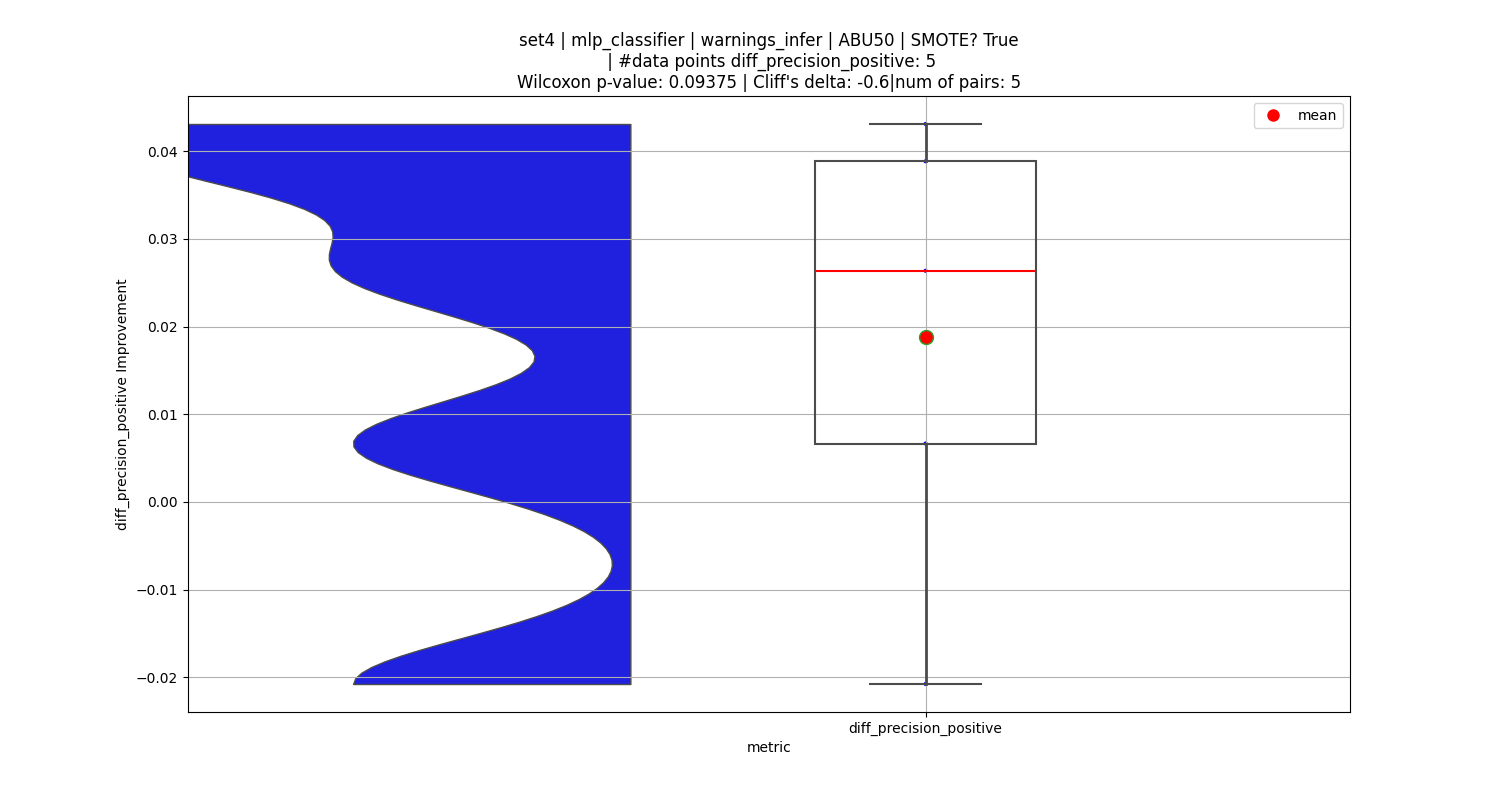 set4 | mlp_classifier | warnings_infer | ABU50 | SMOTE? True
| #data points diff_precision_positive: 5
Wilcoxon p-value: 0.09375 | Cliff's delta: -0.6|num of pairs: 5
mean
0.04
0.03
0.02
0.01
0.00
−0.01
−0.02
diff_precision_positive Improvement
diff_precision_positive
metric